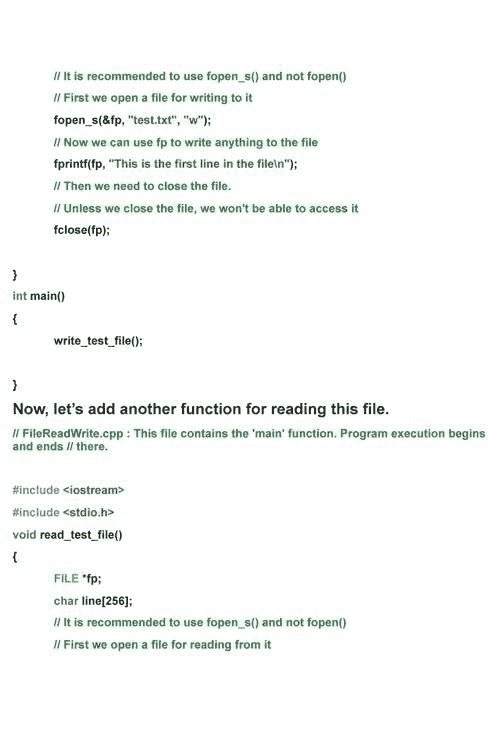 // It is recommended to use fopen_s() and not fopen()
// First we open a file for writing to it
fopen_s(&fp, "test.txt", "w");
// Now we can use fp to write anything to the file
fprintf(fp, "This is the first line in the file\n");
// Then we need to close the file.
// Unless we close the file, we won't be able to access it
fclose(fp);
}
int main()
{
write_test_file();
}
Now, let’s add another function for reading this file.
// FileReadWrite.cpp : This file contains the 'main' function. Program execution begins
and ends // there.
#include <iostream>
#include <stdio.h>
void read_test_file()
{
FILE *fp;
char line[256];
// It is recommended to use fopen_s() and not fopen()
// First we open a file for reading from it